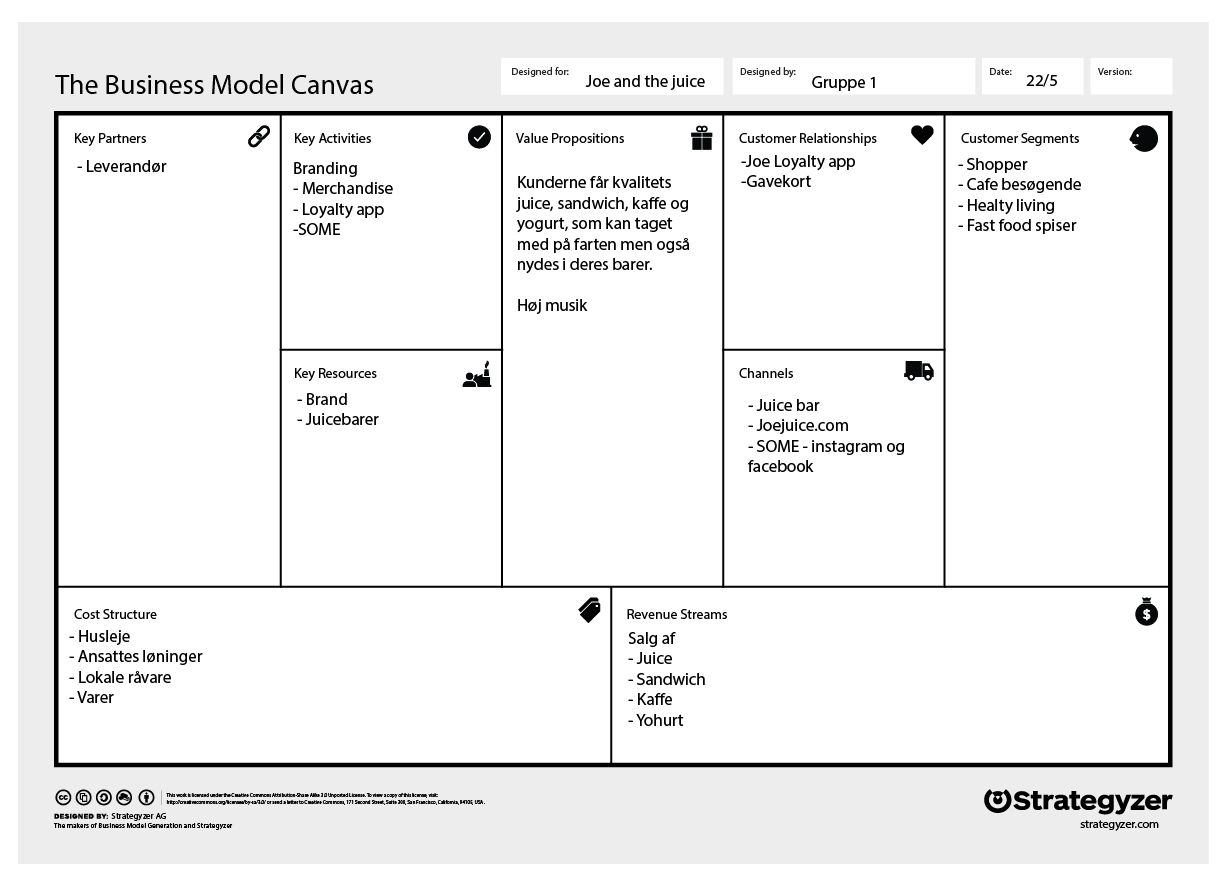 The Business Model Canvas
Designed for:
Joe and the juice
Designed by:
Gruppe 1
Date:
22/5
Version:
Key Partners
- Leverandør
Key Activities
Branding
- Merchandise
- Loyalty app
-SOME
Key Resources
- Brand
- Juicebarer
Value Propositions
Kunderne får kvalitets
juice, sandwich, kaffe og
yogurt, som kan taget
med på farten men også
nydes i deres barer.
Høj musik
Customer Relationships
-Joe Loyalty app
-Gavekort
Channels
- Juice bar
- Joejuice.com
- SOME - instagram og
facebook
Customer Segments
- Shopper
- Cafe besøgende
- Healty living
- Fast food spiser
Cost Structure
- Husleje
- Ansattes løninger
- Lokale råvare
- Varer
Revenue Streams
$
Salg af
- Juice
- Sandwich
- Kaffe
- Yohurt
cc
This work is licensed under the Creative Commons Attribution-Share Alike 3.0 Unported License. To view a copy of this license, visit:
http://creativecommons.org/licenses/by-sa/3.0/ or send a letter to Creative Commons, 171 Second Street, Suite 300, San Francisco, California, 94105, USA.
DESIGNED BY: Strategyzer AG
The makers of Business Model Generation and Strategyzer
Strategyzer
strategyzer.com